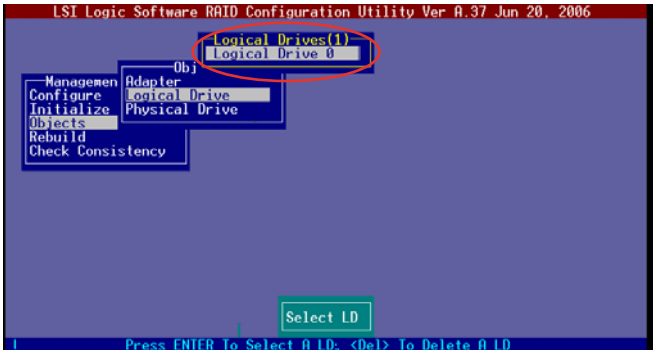 LSI Logic Software RAID Configuration Utility Ver A.37 Jun 20, 2006
Logical Drives(1)
Logical Drive 0
Obj
Adapter
Logical Drive
Physical Drive
Managemen
Configure
Initialize
Objects
Rebuild
Check Consistency
Select LD
Press ENTER To Select A LD; <Del> To Delete A LD